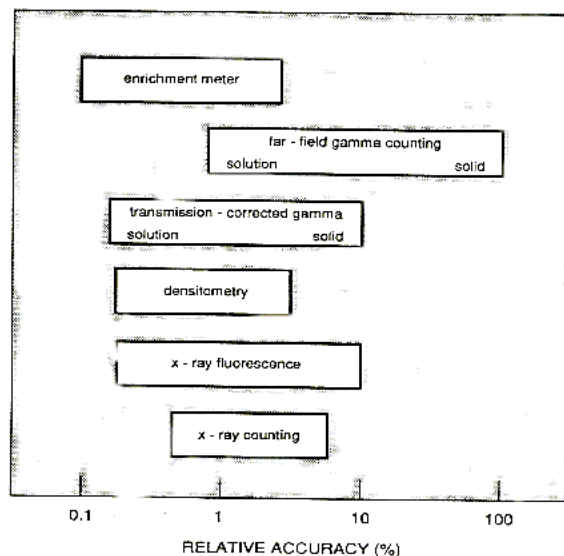 enrichment meter
far - field gamma counting
solution solid
transmission - corrected gamma
solution solid
densitometry
x - ray fluorescence
x - ray counting
0.1 1 10 100
RELATIVE ACCURACY (%)